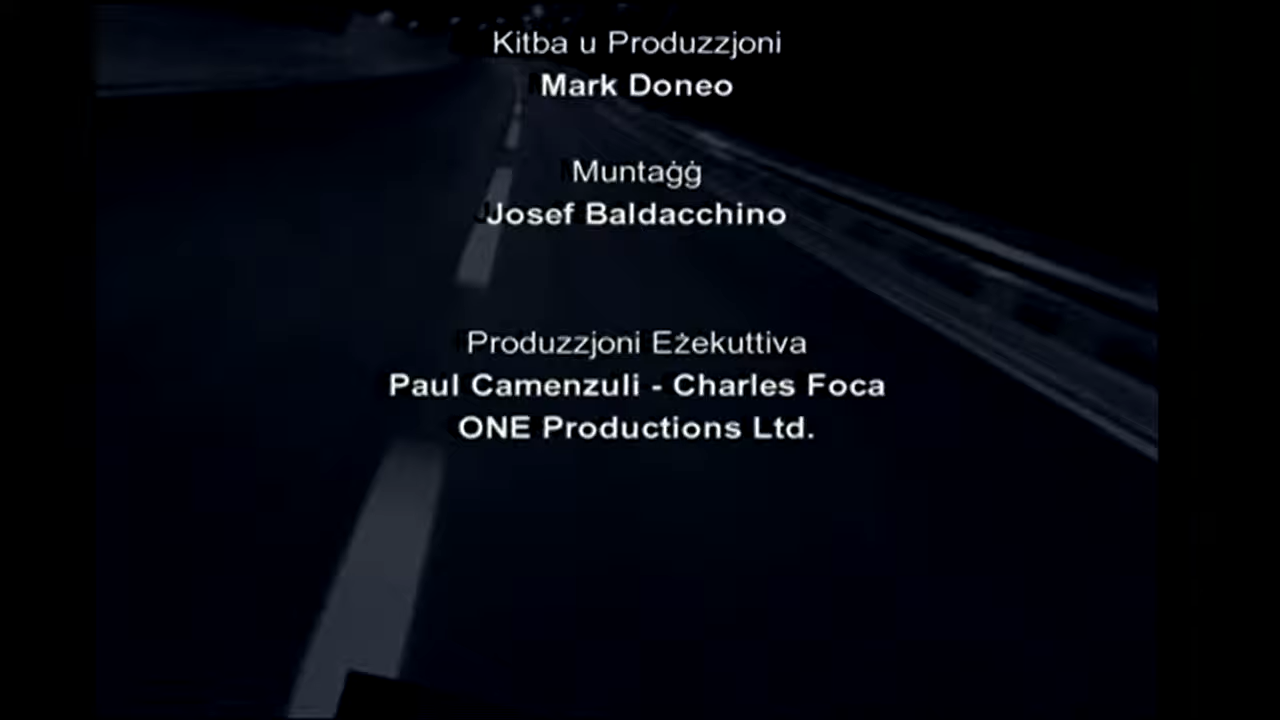 Kitba u Produzzjoni
Mark Doneo
Muntaġġ
Josef Baldacchino
Produzzjoni Eżekuttiva
Paul Camenzuli - Charles Foca
ONE Productions Ltd.